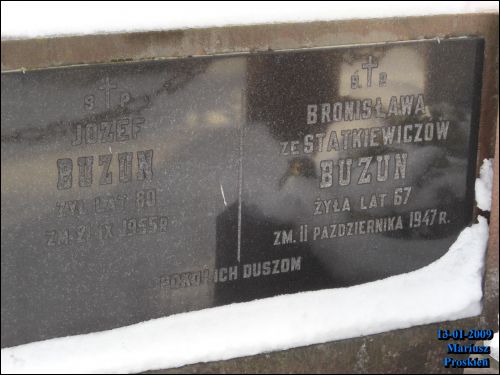 Ś P
JÓZEF
BUZUN
ŻYŁ LAT 80
ZM. 21 IX 1955R
Ś. P.
BRONISŁAWA
ZE STATKIEWICZÓW
BUZUN
ŻYŁA LAT 67
ZM. 11 PAŹDZIERNIKA 1947 R.
POKÓJ ICH DUSZOM
13-01-2009
Mariusz
Proskień